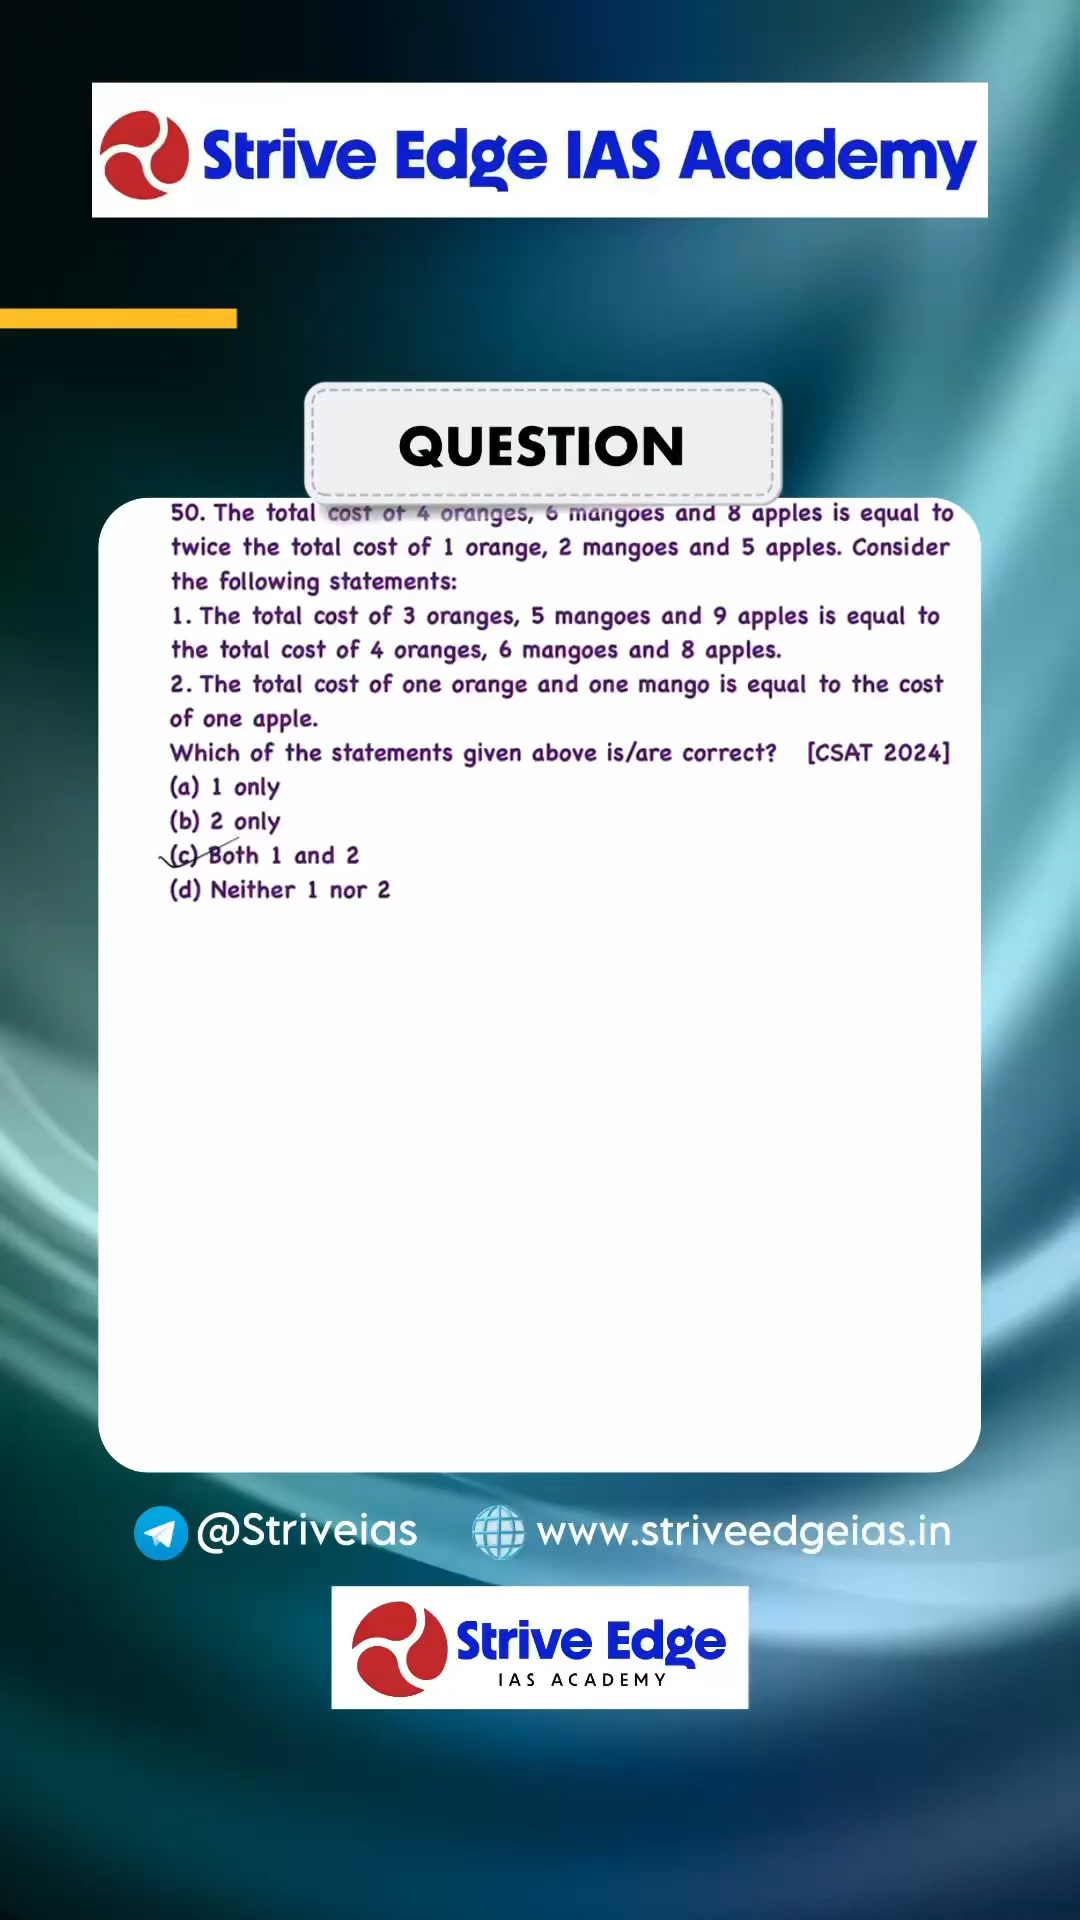 Strive Edge IAS Academy
QUESTION
50. The total cost of 4 oranges, 6 mangoes and 8 apples is equal to
twice the total cost of 1 orange, 2 mangoes and 5 apples. Consider
the following statements:
1. The total cost of 3 oranges, 5 mangoes and 9 apples is equal to
the total cost of 4 oranges, 6 mangoes and 8 apples.
2. The total cost of one orange and one mango is equal to the cost
of one apple.
Which of the statements given above is/are correct? [CSAT 2024]
(a) 1 only
(b) 2 only
(c) Both 1 and 2
(d) Neither 1 nor 2
@Striveias www.striveedgeias.in
Strive Edge
IAS ACADEMY